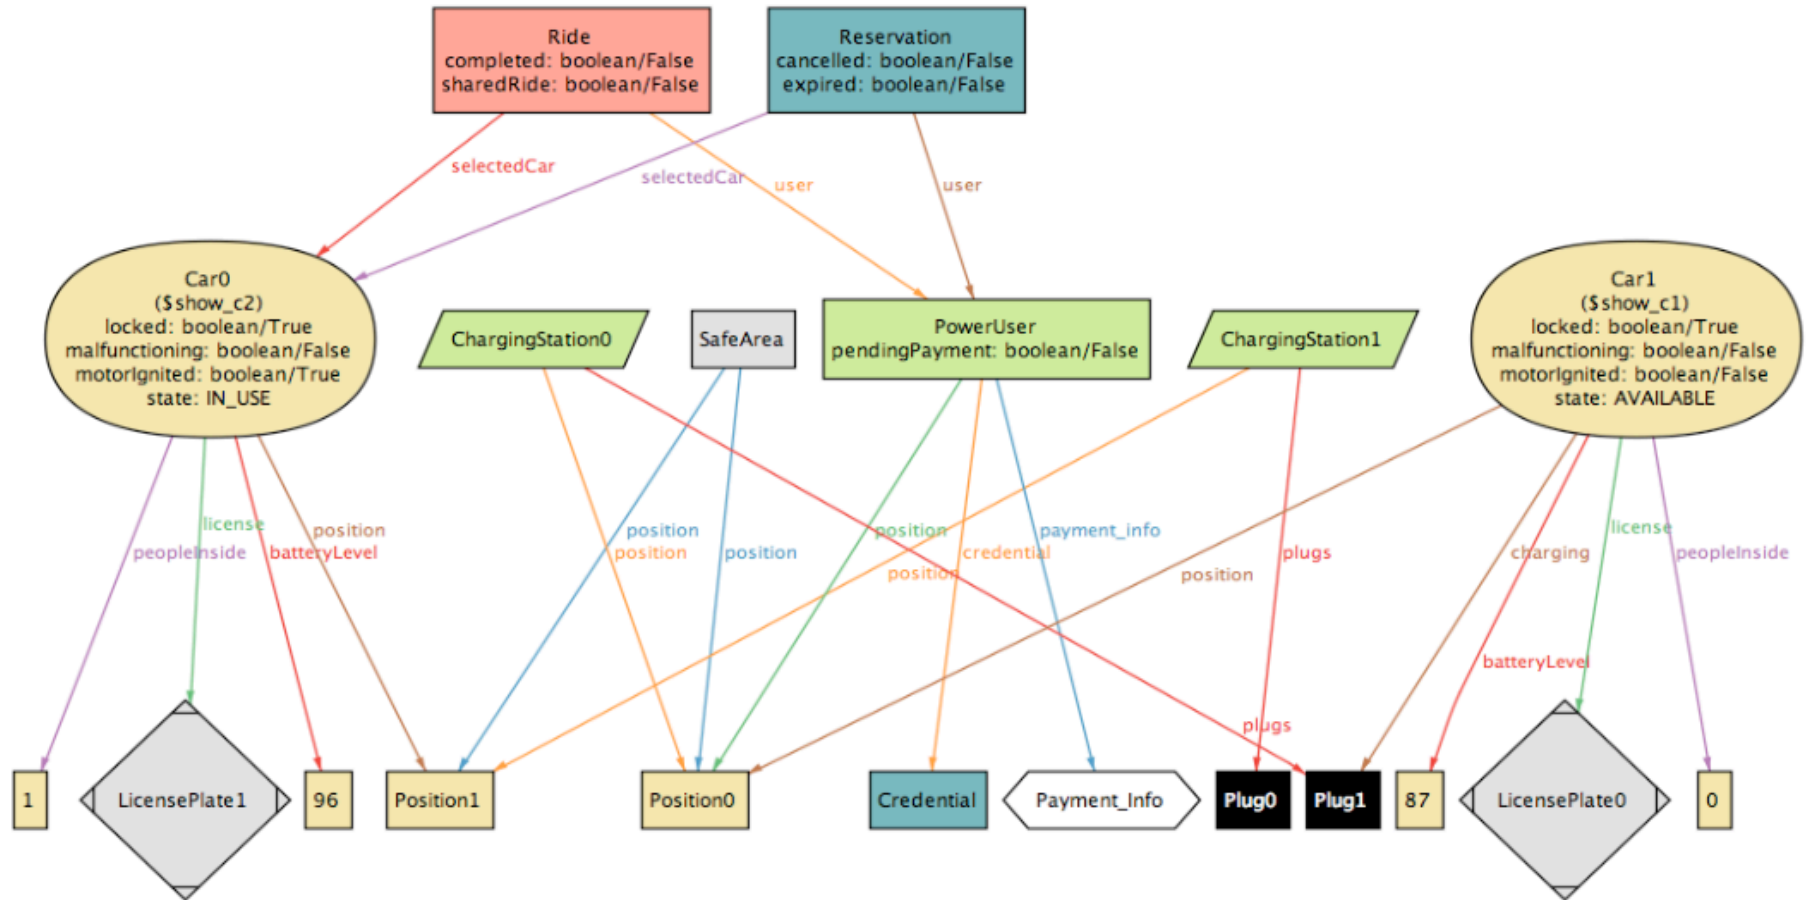 Ride
completed: boolean/False
sharedRide: boolean/False
Reservation
cancelled: boolean/False
expired: boolean/False
selectedCar
selectedCar
user
user
Car0
($show_c2)
locked: boolean/True
malfunctioning: boolean/False
motorIgnited: boolean/True
state: IN_USE
ChargingStation0
SafeArea
PowerUser
pendingPayment: boolean/False
ChargingStation1
Car1
($show_c1)
locked: boolean/True
malfunctioning: boolean/False
motorIgnited: boolean/False
state: AVAILABLE
peopleInside
license
batteryLevel
position
position
position
position
position
position
credential
payment_info
position
plugs
charging
license
peopleInside
batteryLevel
plugs
1
LicensePlate1
96
Position1
Position0
Credential
Payment_Info
Plug0
Plug1
87
LicensePlate0
0